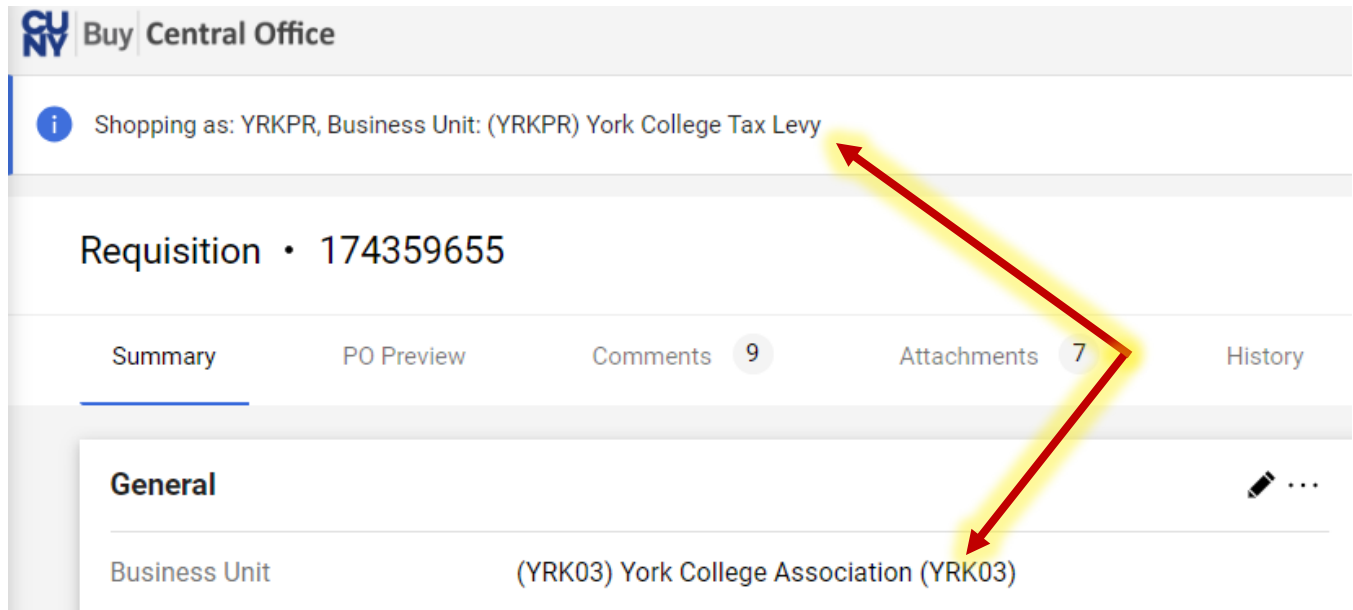 CU
NY Buy Central Office
i Shopping as: YRKPR, Business Unit: (YRKPR) York College Tax Levy
Requisition • 174359655
Summary PO Preview Comments 9 Attachments 7 History
General ...
Business Unit (YRK03) York College Association (YRK03)